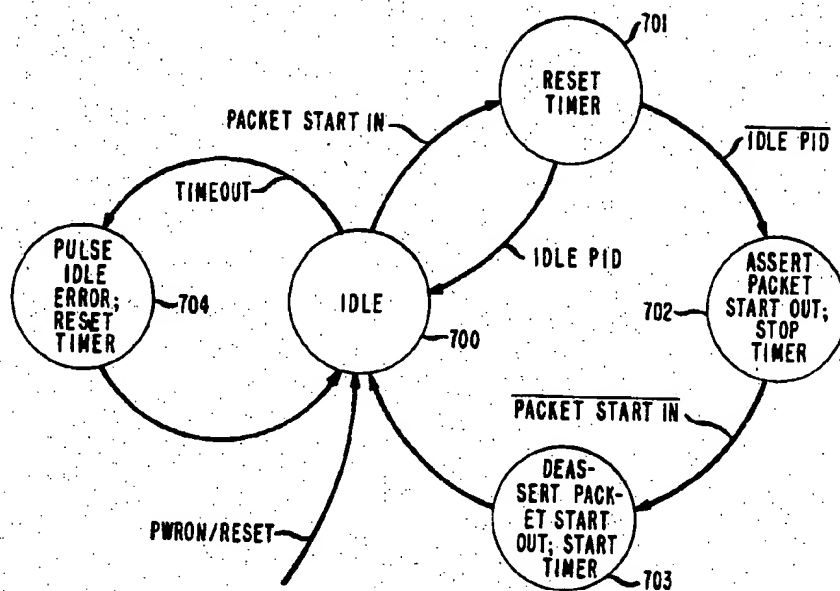 701
RESET
TIMER
PACKET START IN
IDLE PID
TIMEOUT
IDLE PID
PULSE
IDLE
ERROR;
RESET
TIMER
704
IDLE
700
702
ASSERT
PACKET
START OUT;
STOP
TIMER
PACKET START IN
DEAS-
SERT PACK-
ET START
OUT; START
TIMER
703
PWRON/RESET